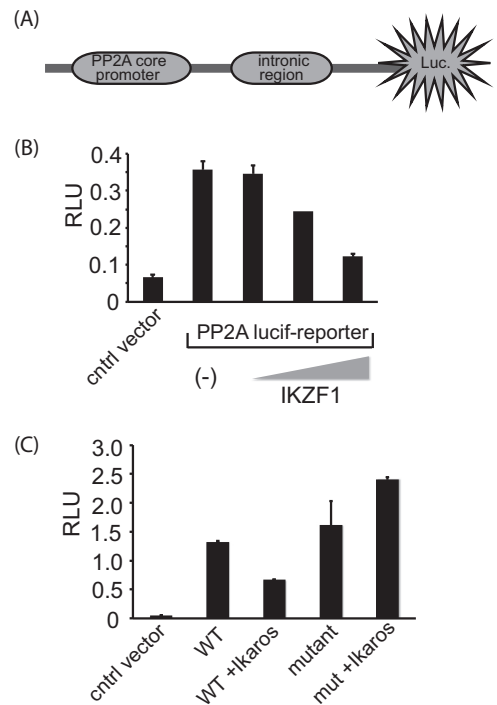 (A)
PP2A core
promoter
intronic
region
Luc.
(B)
RLU
0.4
0.3
0.2
0.1
0
cntrl vector
PP2A lucif-reporter
(-)
IKZF1
(C)
RLU
3.0
2.5
2.0
1.5
1.0
0.5
0
cntrl vector
WT
WT +Ikaros
mutant
mut +Ikaros